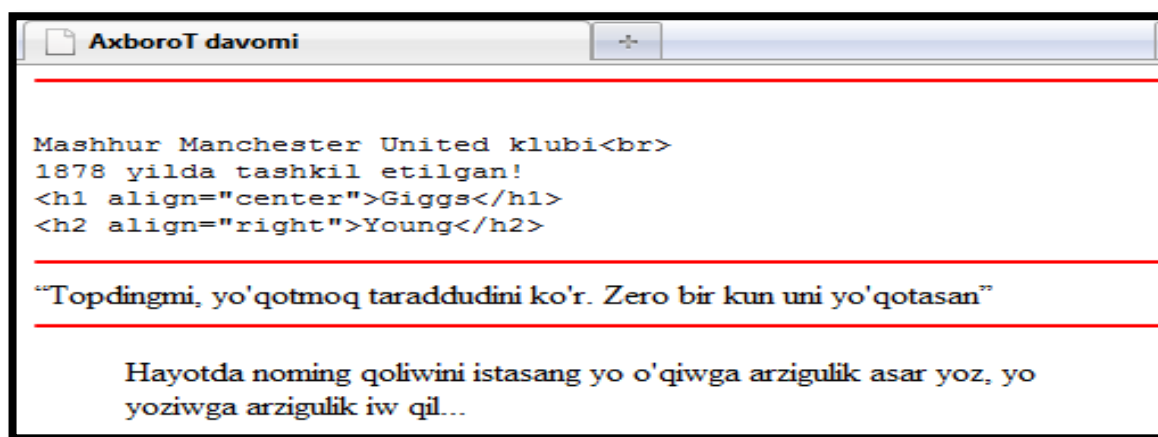 AxboroT davomi
Mashhur Manchester United klubi<br>
1878 yilda tashkil etilgan!
<h1 align="center">Giggs</h1>
<h2 align="right">Young</h2>
“Topdingmi, yo'qotmoq taraddudini ko'r. Zero bir kun uni yo'qotasan”
Hayotda noming qoliwini istasang yo o'qiwga arzigulik asar yoz, yo
yoziwga arzigulik iw qil...